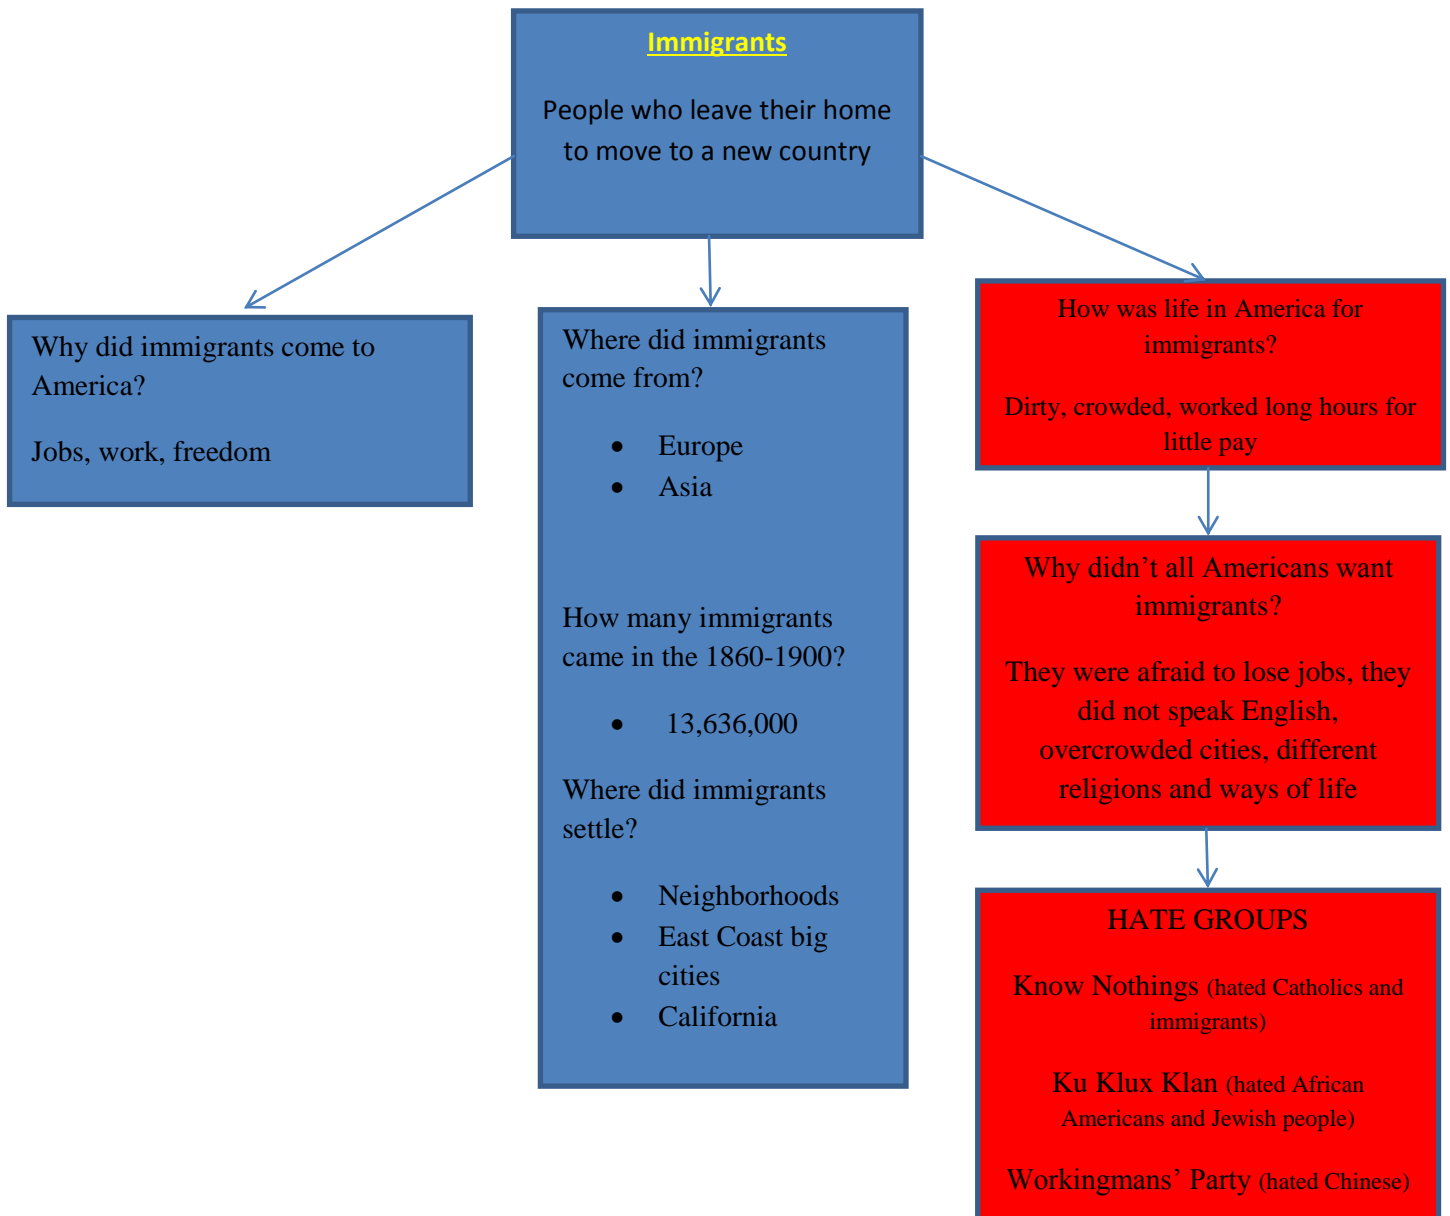 Immigrants
People who leave their home
to move to a new country
Why did immigrants come to
America?
Jobs, work, freedom
Where did immigrants
come from?
• Europe
• Asia
How many immigrants
came in the 1860-1900?
• 13,636,000
Where did immigrants
settle?
• Neighborhoods
• East Coast big
cities
• California
How was life in America for
immigrants?
Dirty, crowded, worked long hours for
little pay
Why didn’t all Americans want
immigrants?
They were afraid to lose jobs, they
did not speak English,
overcrowded cities, different
religions and ways of life
HATE GROUPS
Know Nothings (hated Catholics and
immigrants)
Ku Klux Klan (hated African
Americans and Jewish people)
Workingmans’ Party (hated Chinese)